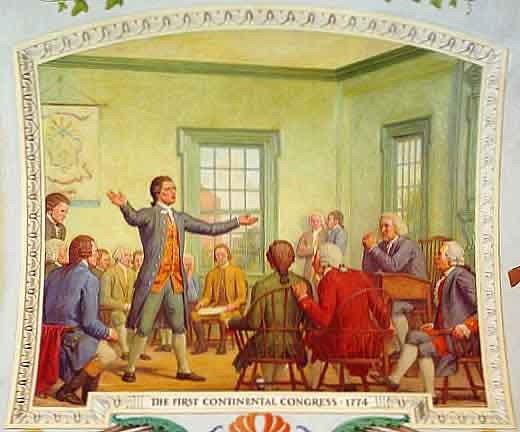 THE FIRST CONTINENTAL CONGRESS · 1774